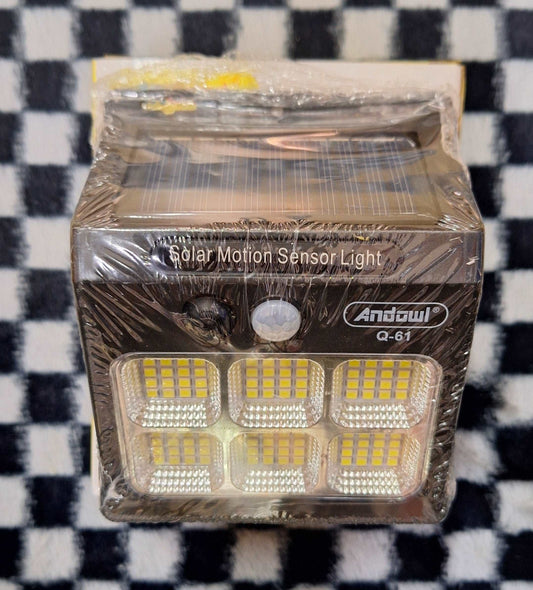 Solar Motion Sensor Light
Andowl®
Q-61